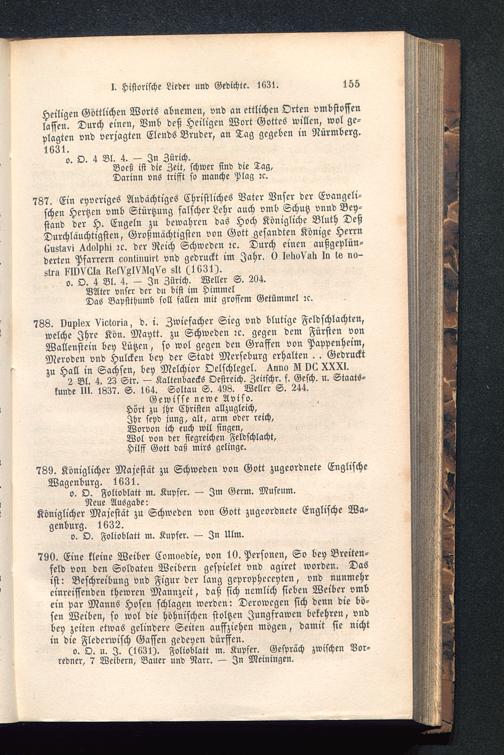 I. Historische Lieder und Gedichte. 1631. 155
Heiligen Göttlichen Worts abnemen, vnd an ettlichen Orten vmbstossen
lassen. Durch einen, Vmb deß Heiligen Wort Gottes willen, wol ge-
plagten vnd verjagten Elends Bruder, an Tag gegeben in Nürmberg.
1631.
o. O. 4 Bl. 4. — In Zürich.
Boeß ist die Zeit, schwer sind die Tag,
Darinn vns trifft so manche Plag ꝛc.
787. Ein eyveriges Andächtiges Christliches Vater Vnser der Evangeli-
schen Hertzen vmb Stürtzung falscher Lehr auch vmb Schutz vnnd Bey-
stand der H. Engeln zu bewahren das Hoch Königliche Bluth Deß
Durchläuchtigsten, Großmächtigsten von Gott gesandten Könige Herrn
Gustavi Adolphi ꝛc. der Reich Schweden ꝛc. Durch einen außgeplün-
derten Pfarrern continuirt vnd gedruckt im Jahr. O IehoVah In te no-
stra FIDVCIa RefVgIVMqVe sIt (1631).
o. O. 4 Bl. 4. — In Zürich. Weller S. 204.
VAter vnser der du bist im Himmel
Das Bapstthumb soll fallen mit grossem Getümmel ꝛc.
788. Duplex Victoria, d. i. Zwiefacher Sieg vnd blutige Feldschlachten,
welche Ihre Kön. Maytt. zu Schweden ꝛc. gegen dem Fürsten von
Wallenstein bey Lützen, so wol gegen den Graffen von Pappenheim,
Meroden vnd Hulcken bey der Stadt Merseburg erhalten . . Gedruckt
zu Hall in Sachsen, bey Melchior Oelschlegel. Anno M DC XXXI.
2 Bl. 4. 23 Str. — Kaltenbaecks Oestreich. Zeitschr. f. Gesch. u. Staats-
kunde III. 1837. S. 164. Soltau S. 498. Weller S. 244.
Gewisse newe Aviso.
Hört zu ihr Christen allzugleich,
Ihr seyd jung, alt, arm oder reich,
Worvon ich euch wil singen,
Wol von der siegreichen Feldschlacht,
Hilff Gott daß mirs gelinge.
789. Königlicher Majestät zu Schweden von Gott zugeordnete Englische
Wagenburg. 1631.
o. O. Folioblatt m. Kupfer. — Im Germ. Museum.
Neue Ausgabe:
Königlicher Majestät zu Schweden von Gott zugeordnete Englische Wa-
genburg. 1632.
o. O. Folioblatt m. Kupfer. — In Ulm.
790. Eine kleine Weiber Comoedie, von 10. Personen, So bey Breiten-
feld von den Soldaten Weibern gespielet vnd agiret worden. Das
ist: Beschreibung vnd Figur der lang gepropheceyten, vnd nunmehr
einreissenden thewren Mannzeit, daß sich nemlich sieben Weiber vmb
ein par Manns Hosen schlagen werden: Derowegen sich denn die bö-
sen Weiben, so wol die höhnischen stoltzen Jungfrawen bekehren, vnd
bey zeiten etwas gelindere Seiten auffziehen mögen, damit sie nicht
in die Flederwisch Gassen gedeyen dürffen.
o. O. u. J. (1631). Folioblatt m. Kupfer. Gespräch zwischen Vor-
redner, 7 Weibern, Bauer und Narr. — In Meiningen.